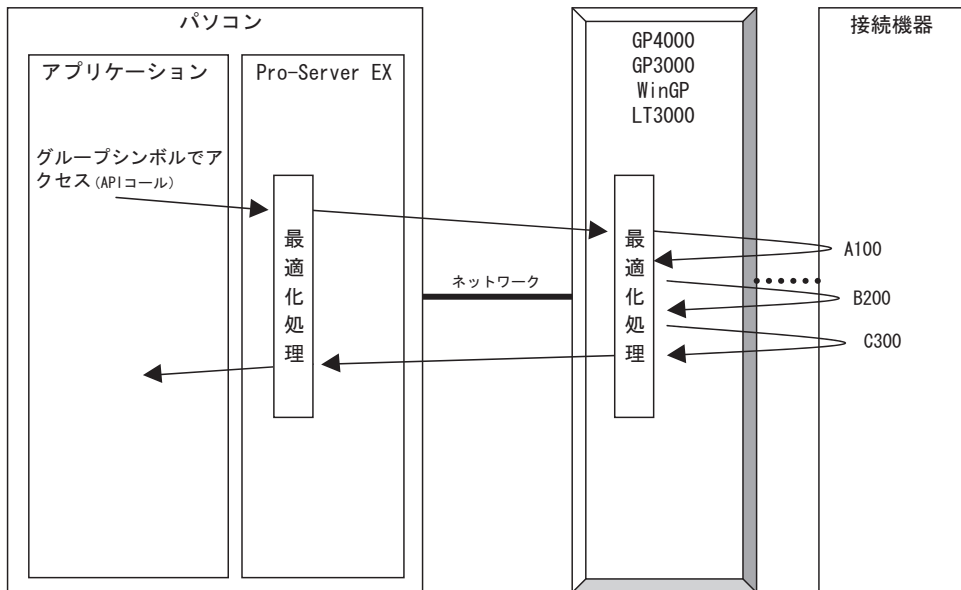 パソコン
アプリケーション
Pro-Server EX
グループシンボルでア
クセス(APIコール)
最適化処理
ネットワーク
GP4000
GP3000
WinGP
LT3000
最適化処理
接続機器
A100
B200
C300